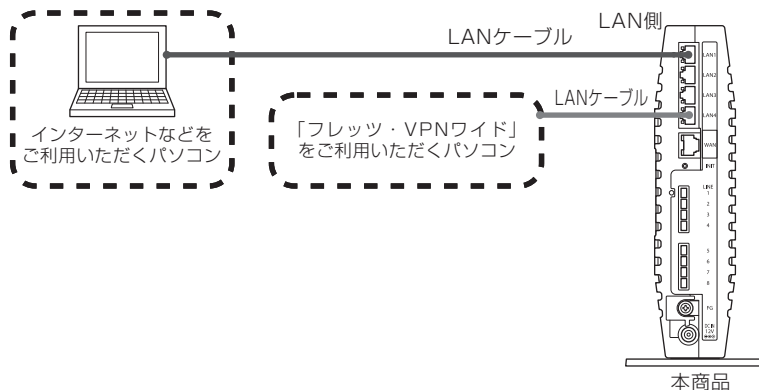 LAN側
LANケーブル
LANケーブル
インターネットなどを
ご利用いただくパソコン
「フレッツ・VPNワイド」
をご利用いただくパソコン
LAN1
LAN2
LAN3
LAN4
WAN
INIT
LINE
1
2
3
4
5
6
7
8
FG
DC IN
12V
本商品